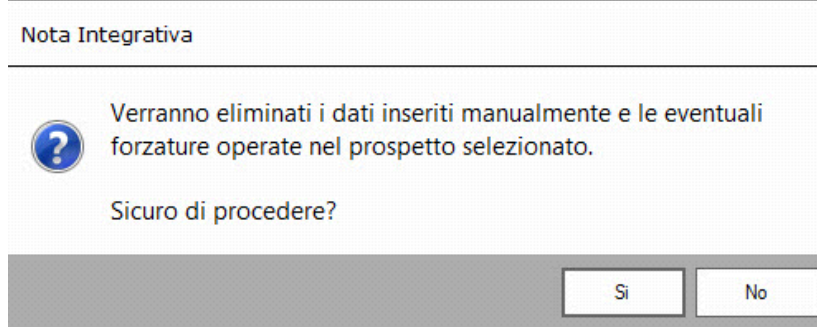 Nota Integrativa
Verranno eliminati i dati inseriti manualmente e le eventuali
forzature operate nel prospetto selezionato.
Sicuro di procedere?
Si
No